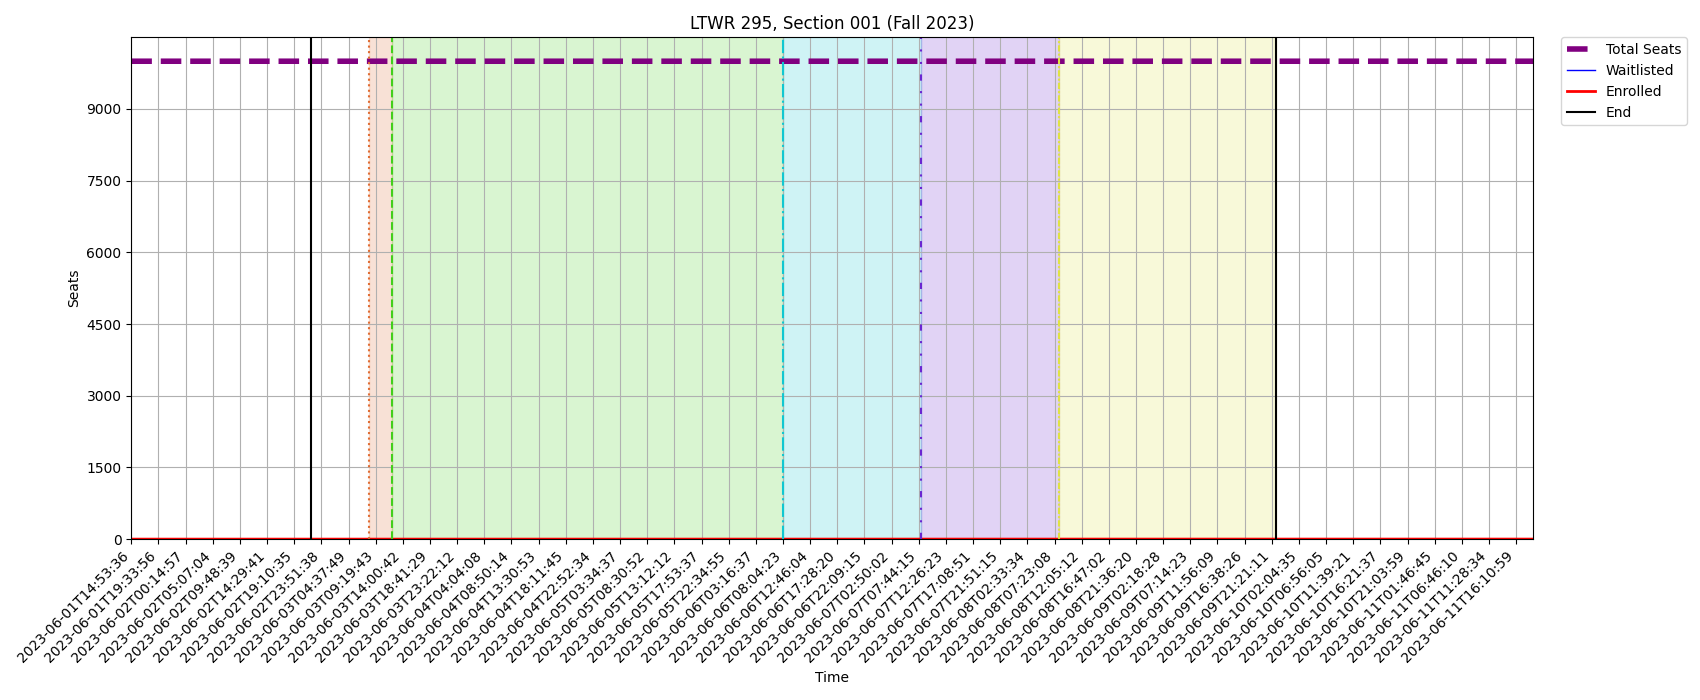 LTWR 295, Section 001 (Fall 2023)
Total Seats
Waitlisted
Enrolled
End
Seats
9000
7500
6000
4500
3000
1500
0
2023-06-01T14:53:36
2023-06-01T19:33:56
2023-06-02T00:14:57
2023-06-02T05:07:04
2023-06-02T09:48:39
2023-06-02T14:29:41
2023-06-02T19:10:35
2023-06-02T23:51:38
2023-06-03T04:37:49
2023-06-03T09:19:43
2023-06-03T14:00:42
2023-06-03T18:41:29
2023-06-03T23:22:12
2023-06-04T04:04:08
2023-06-04T08:50:14
2023-06-04T13:30:53
2023-06-04T18:11:45
2023-06-04T22:52:34
2023-06-05T03:34:37
2023-06-05T08:30:52
2023-06-05T13:12:12
2023-06-05T17:53:37
2023-06-05T22:34:55
2023-06-06T03:16:37
2023-06-06T08:04:23
2023-06-06T12:46:04
2023-06-06T17:28:20
2023-06-06T22:09:15
2023-06-07T02:50:02
2023-06-07T07:44:15
2023-06-07T12:26:23
2023-06-07T17:08:51
2023-06-07T21:51:15
2023-06-08T02:33:34
2023-06-08T07:23:08
2023-06-08T12:05:12
2023-06-08T16:47:02
2023-06-08T21:36:20
2023-06-09T02:18:28
2023-06-09T07:14:23
2023-06-09T11:56:09
2023-06-09T16:38:26
2023-06-09T21:21:11
2023-06-10T02:04:35
2023-06-10T06:56:05
2023-06-10T11:39:21
2023-06-10T16:21:37
2023-06-10T21:03:59
2023-06-11T01:46:45
2023-06-11T06:46:10
2023-06-11T11:28:34
2023-06-11T16:10:59
Time